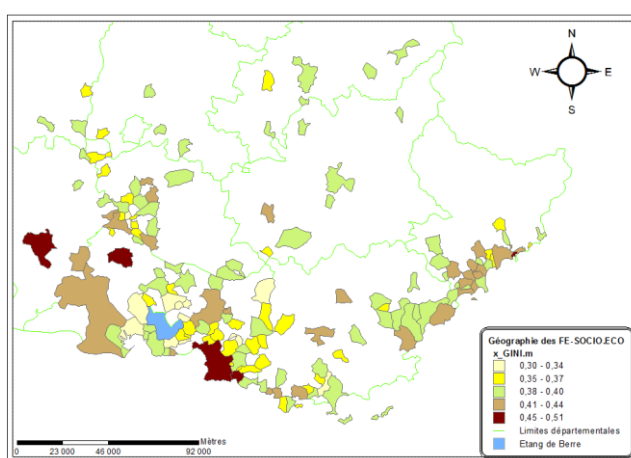 N
W E
S
Géographie des FE-SOCIO.ECO
x_GINI.m
0,30 - 0,34
0,35 - 0,37
0,38 - 0,40
0,41 - 0,44
0,45 - 0,51
Limites départementales
Etang de Berre
Mètres
0 23 000 46 000 92 000